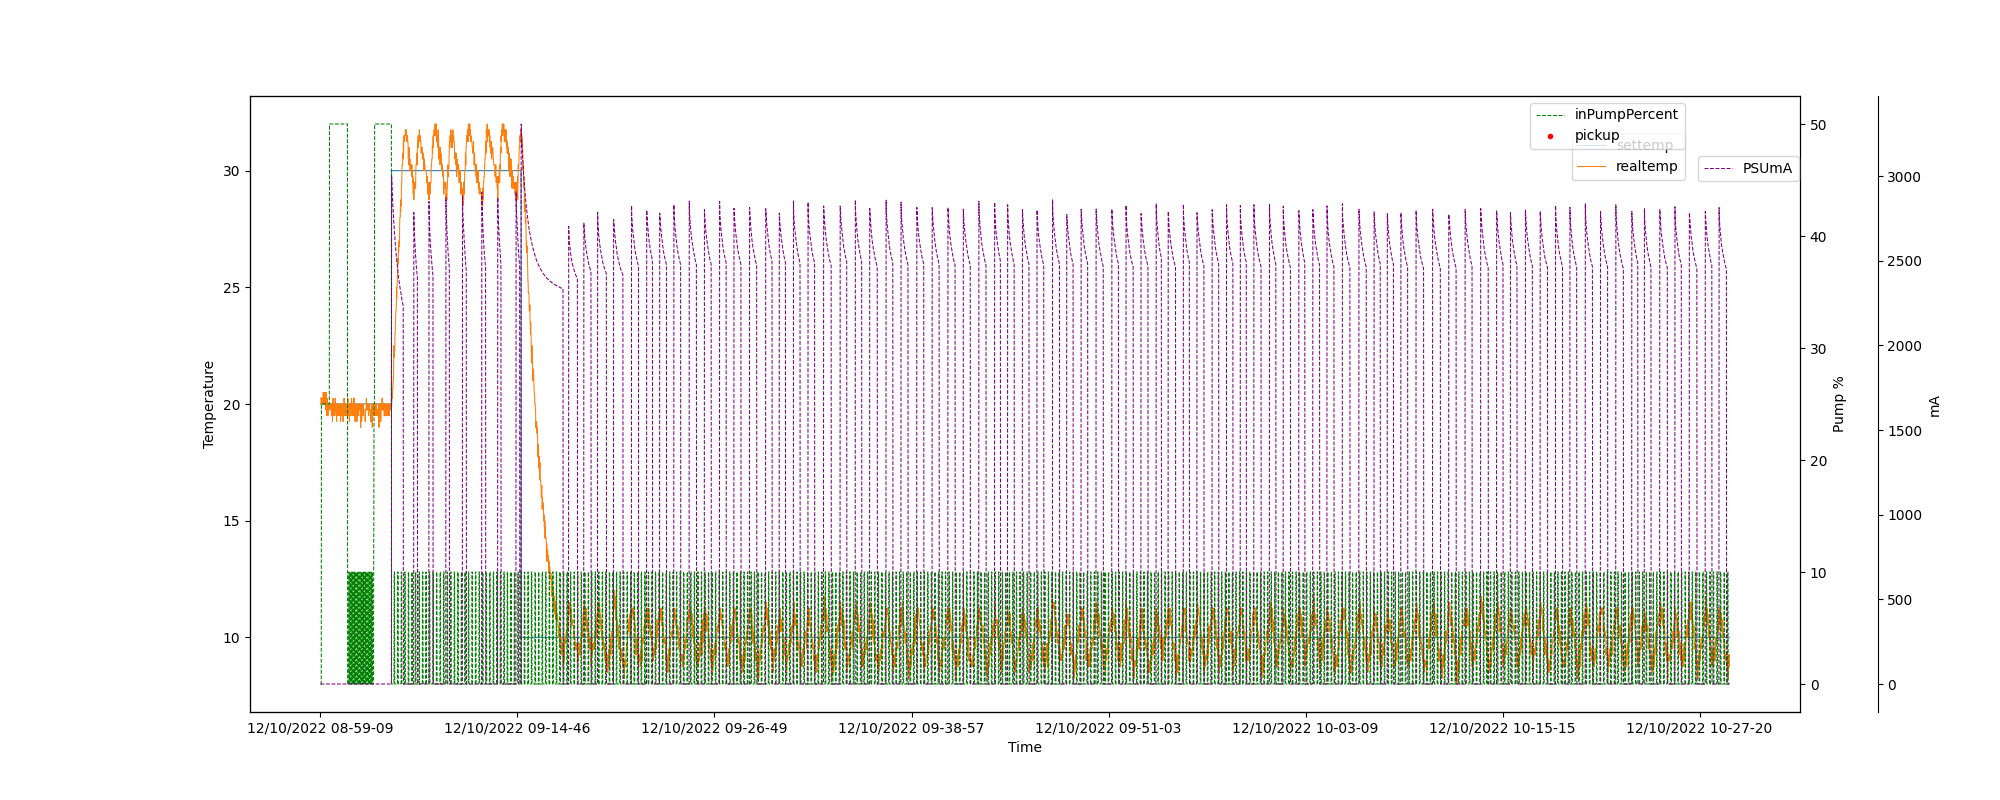 inPumpPercent
pickup
settemp
realtemp
PSUmA
30
25
20
15
10
Temperature
50
40
30
20
10
0
Pump %
3000
2500
2000
1500
1000
500
0
mA
12/10/2022 08-59-09
12/10/2022 09-14-46
12/10/2022 09-26-49
12/10/2022 09-38-57
12/10/2022 09-51-03
12/10/2022 10-03-09
12/10/2022 10-15-15
12/10/2022 10-27-20
Time